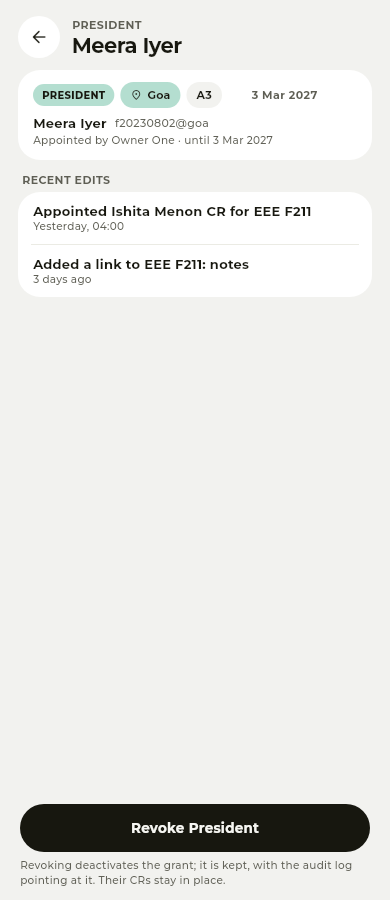 PRESIDENT
Meera Iyer
PRESIDENT Goa A3 3 Mar 2027
Meera Iyer f20230802@goa
Appointed by Owner One · until 3 Mar 2027
RECENT EDITS
Appointed Ishita Menon CR for EEE F211
Yesterday, 04:00
Added a link to EEE F211: notes
3 days ago
Revoke President
Revoking deactivates the grant; it is kept, with the audit log
pointing at it. Their CRs stay in place.